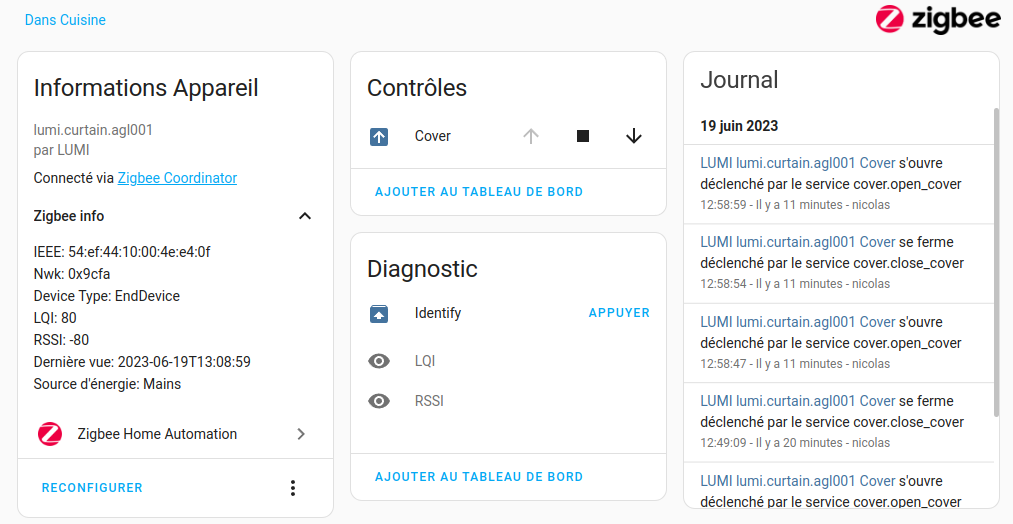 Dans Cuisine
zigbee
Informations Appareil
lumi.curtain.agl001
par LUMI
Connecté via Zigbee Coordinator
Zigbee info
IEEE: 54:ef:44:10:00:4e:e4:0f
Nwk: 0x9cfa
Device Type: EndDevice
LQI: 80
RSSI: -80
Dernière vue: 2023-06-19T13:08:59
Source d'énergie: Mains
Zigbee Home Automation
RECONFIGURER
Contrôles
Cover
AJOUTER AU TABLEAU DE BORD
Diagnostic
Identify
APPUYER
LQI
RSSI
AJOUTER AU TABLEAU DE BORD
Journal
19 juin 2023
LUMI lumi.curtain.agl001 Cover s'ouvre
déclenché par le service cover.open_cover
12:58:59 - Il y a 11 minutes - nicolas
LUMI lumi.curtain.agl001 Cover se ferme
déclenché par le service cover.close_cover
12:58:54 - Il y a 11 minutes - nicolas
LUMI lumi.curtain.agl001 Cover s'ouvre
déclenché par le service cover.open_cover
12:58:47 - Il y a 11 minutes - nicolas
LUMI lumi.curtain.agl001 Cover se ferme
déclenché par le service cover.close_cover
12:49:09 - Il y a 20 minutes - nicolas
LUMI lumi.curtain.agl001 Cover s'ouvre
déclenché par le service cover.open_cover